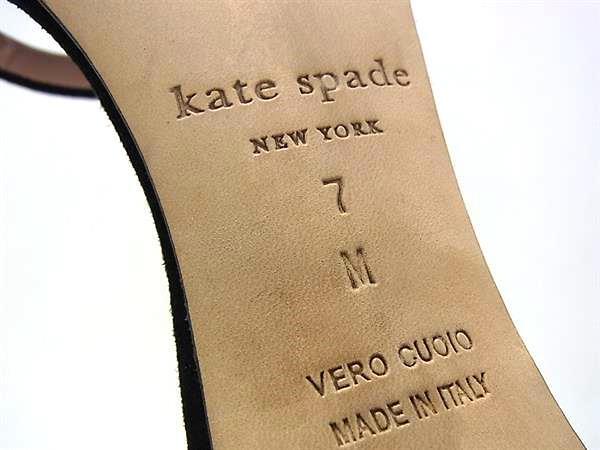 kate spade
NEW YORK
7
M
VERO CUOIO
MADE IN ITALY